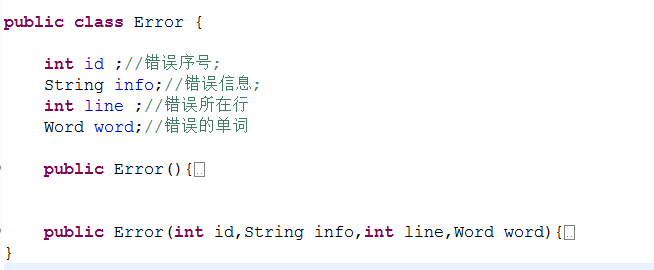 public class Error {
int id ;//错误序号;
String info;//错误信息;
int line ;//错误所在行
Word word;//错误的单词
public Error(){..
public Error(int id,String info,int line,Word word){..
}